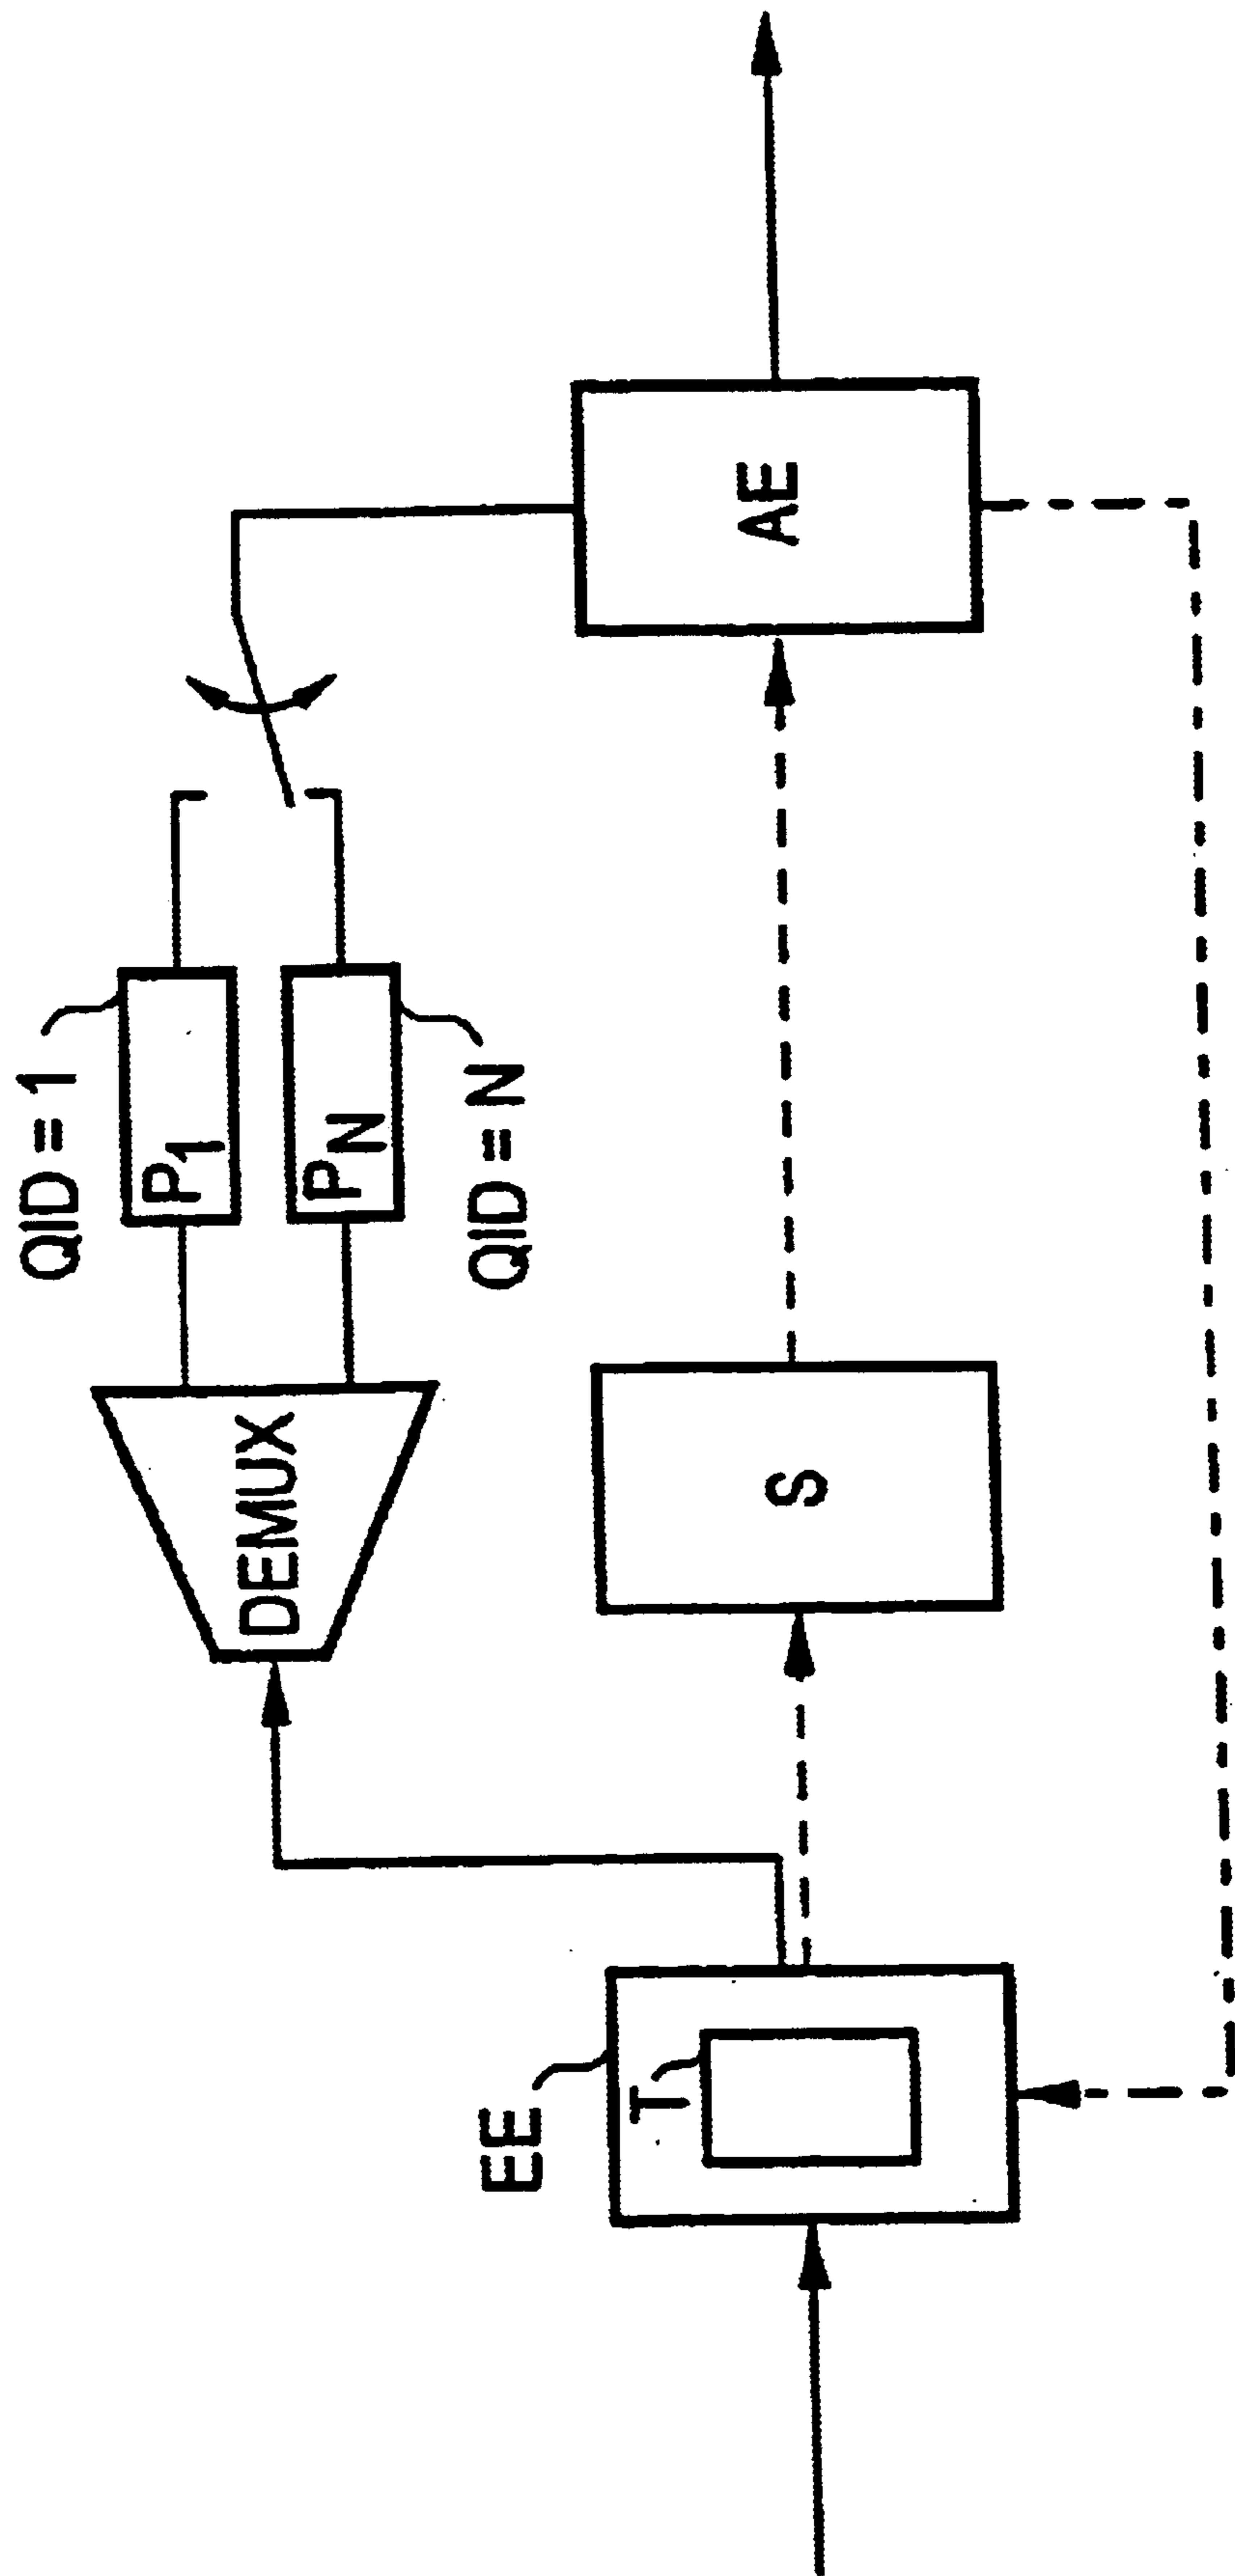 QID = 1
P1
PN
QID = N
DEMUX
AE
S
EE
T